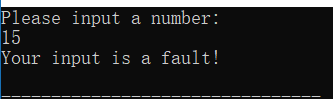 Please input a number:
15
Your input is a fault!
--------------------------------